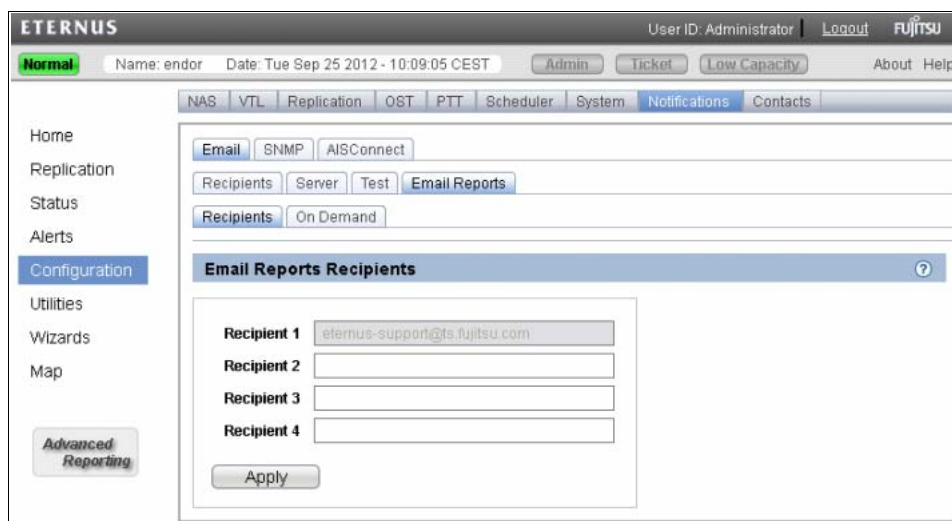 ETERNUS User ID: Administrator Logout FUJITSU
Normal Name: endor Date: Tue Sep 25 2012 - 10:09:05 CEST Admin Ticket Low Capacity About Help
NAS VTL Replication OST PTT Scheduler System Notifications Contacts
Home
Replication
Status
Alerts
Configuration
Utilities
Wizards
Map
Advanced
Reporting
Email SNMP AISConnect
Recipients Server Test Email Reports
Recipients On Demand
Email Reports Recipients ?
Recipient 1 eternus-support@ts.fujitsu.com
Recipient 2
Recipient 3
Recipient 4
Apply